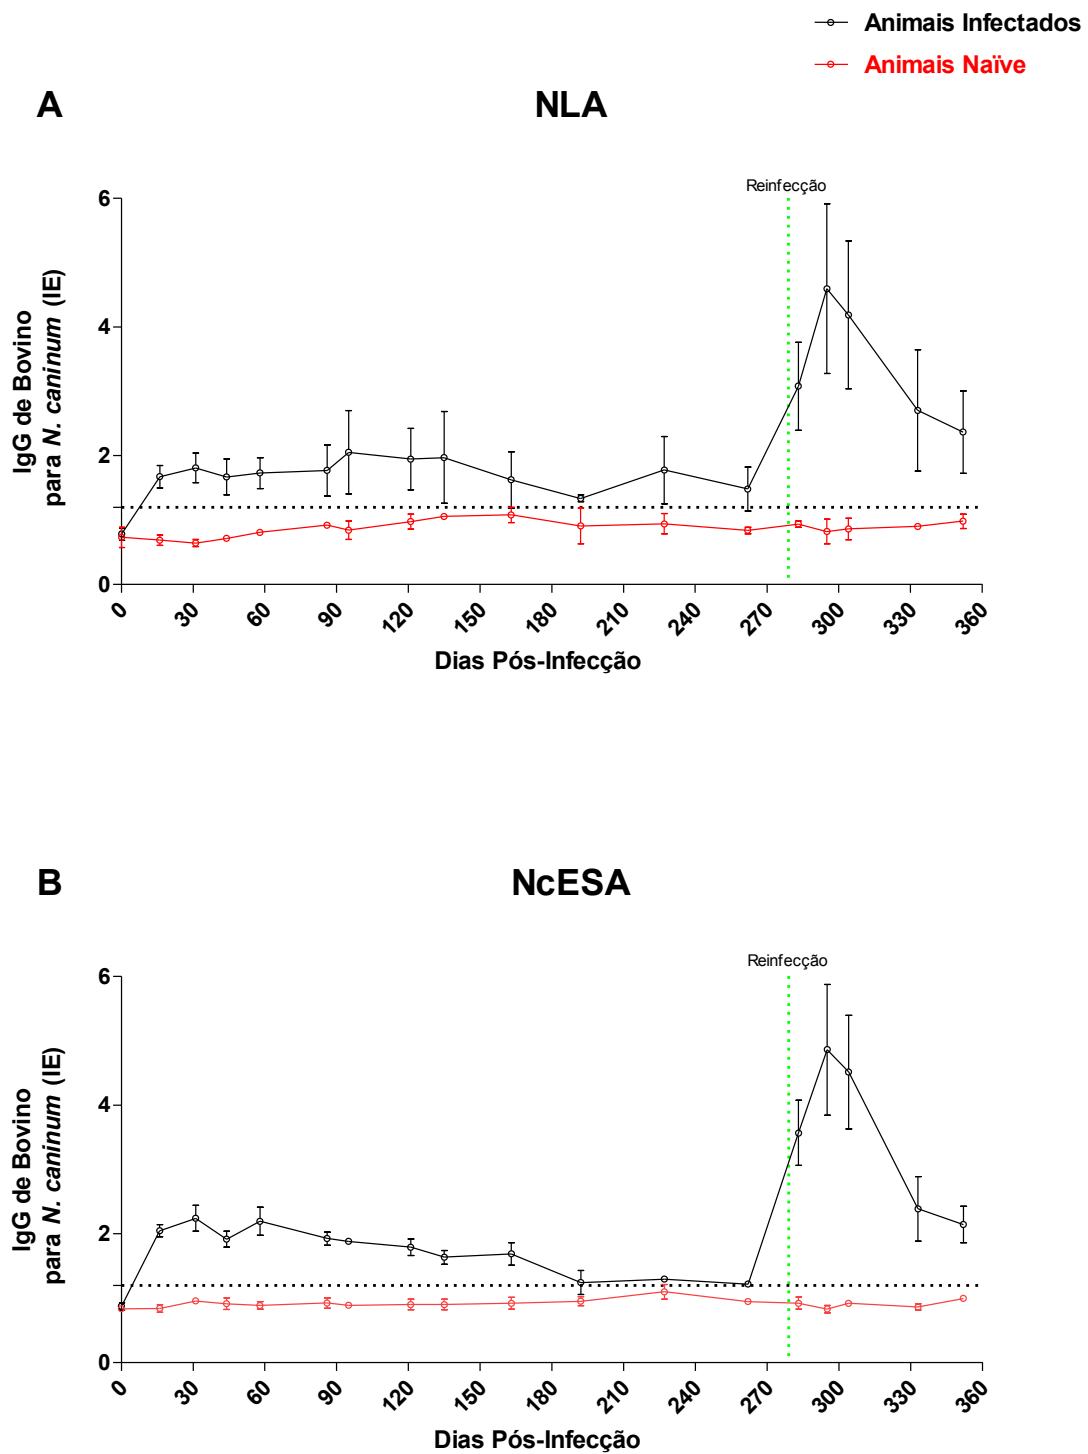 Animais Infectados
Animais Naïve
A
NLA
Reinfecção
6
4
2
0
IgG de Bovino
para N. caninum (IE)
0 30 60 90 120 150 180 210 240 270 300 330 360
Dias Pós-Infecção
B
NcESA
Reinfecção
6
4
2
0
IgG de Bovino
para N. caninum (IE)
0 30 60 90 120 150 180 210 240 270 300 330 360
Dias Pós-Infecção